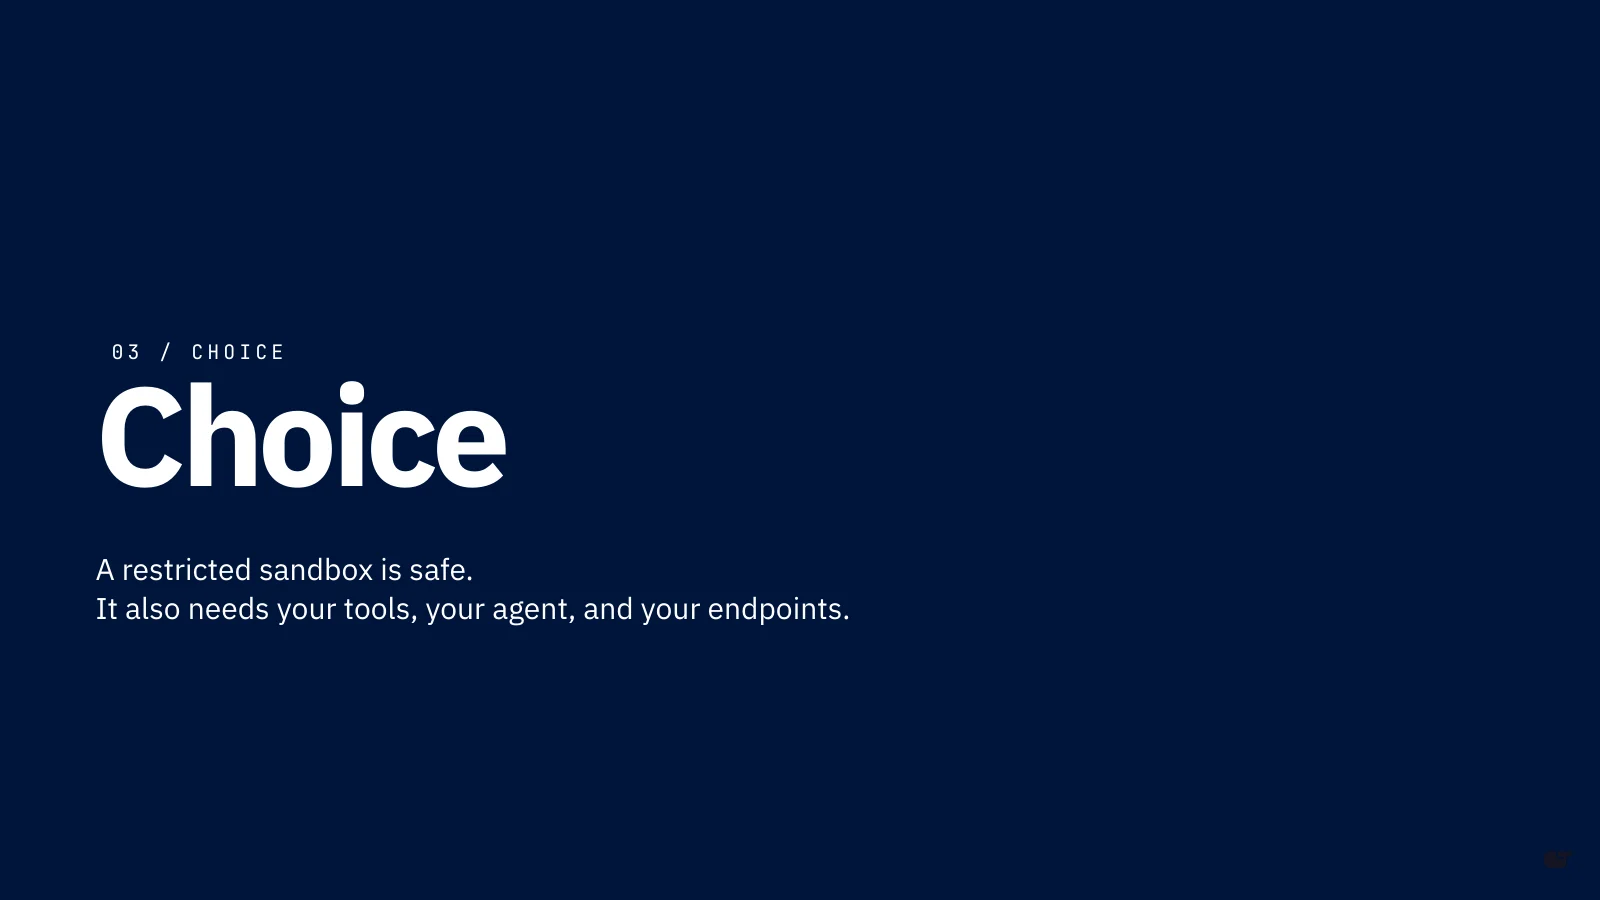 03 / CHOICE
Choice
A restricted sandbox is safe.
It also needs your tools, your agent, and your endpoints.